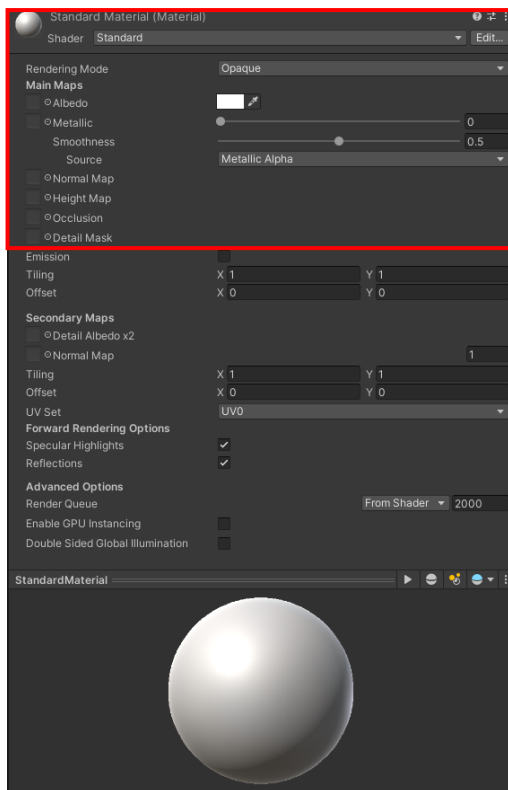 Standard Material (Material)
Shader Standard Edit...
Rendering Mode Opaque
Main Maps
Albedo
Metallic 0
Smoothness 0.5
Source Metallic Alpha
Normal Map
Height Map
Occlusion
Detail Mask
Emission
Tiling X 1 Y 1
Offset X 0 Y 0
Secondary Maps
Detail Albedo x2
Normal Map 1
Tiling X 1 Y 1
Offset X 0 Y 0
UV Set UV0
Forward Rendering Options
Specular Highlights
Reflections
Advanced Options
Render Queue From Shader 2000
Enable GPU Instancing
Double Sided Global Illumination
StandardMaterial